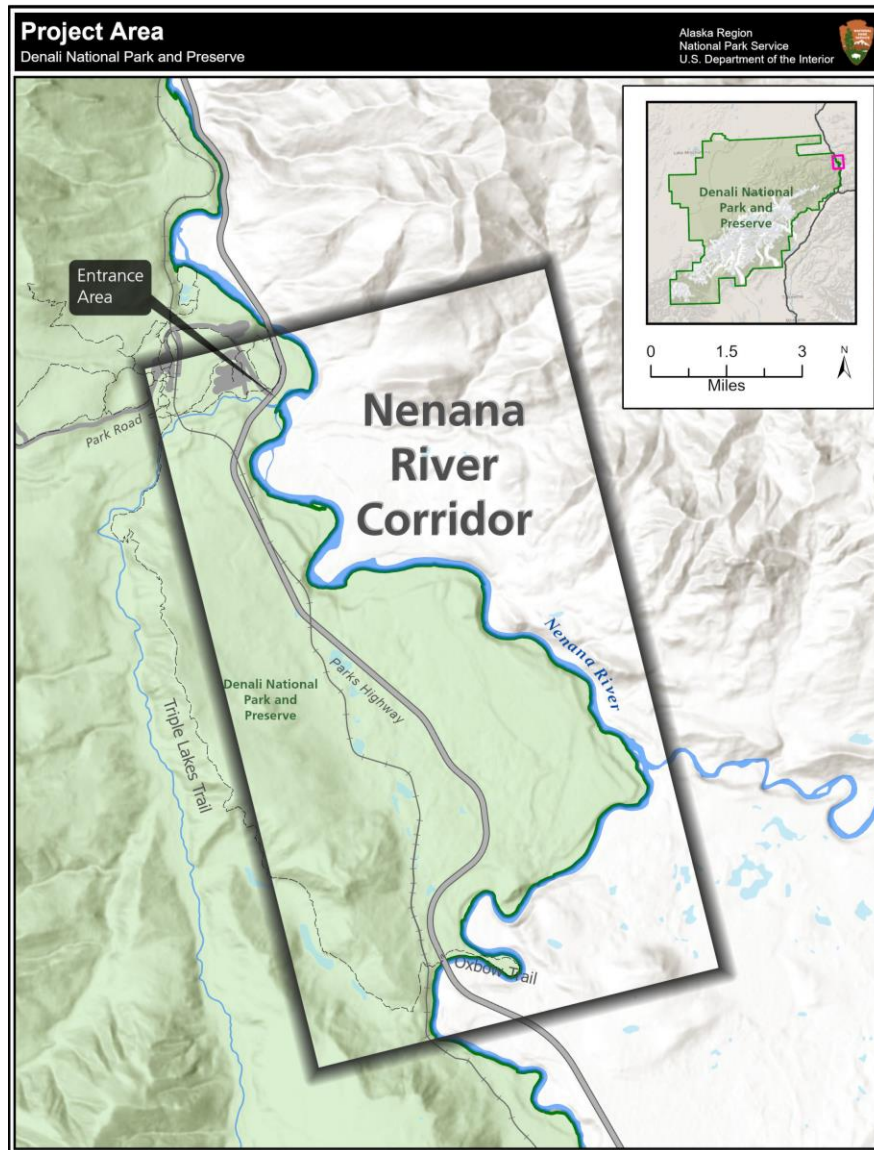 Project Area
Denali National Park and Preserve
Alaska Region
National Park Service
U.S. Department of the Interior
Denali National
Park and
Preserve
0 1.5 3
Miles
N
Entrance
Area
Park Road
Nenana
River
Corridor
Nenana River
Parks Highway
Denali National
Park and
Preserve
Triple Lakes Trail
Oxbow Trail